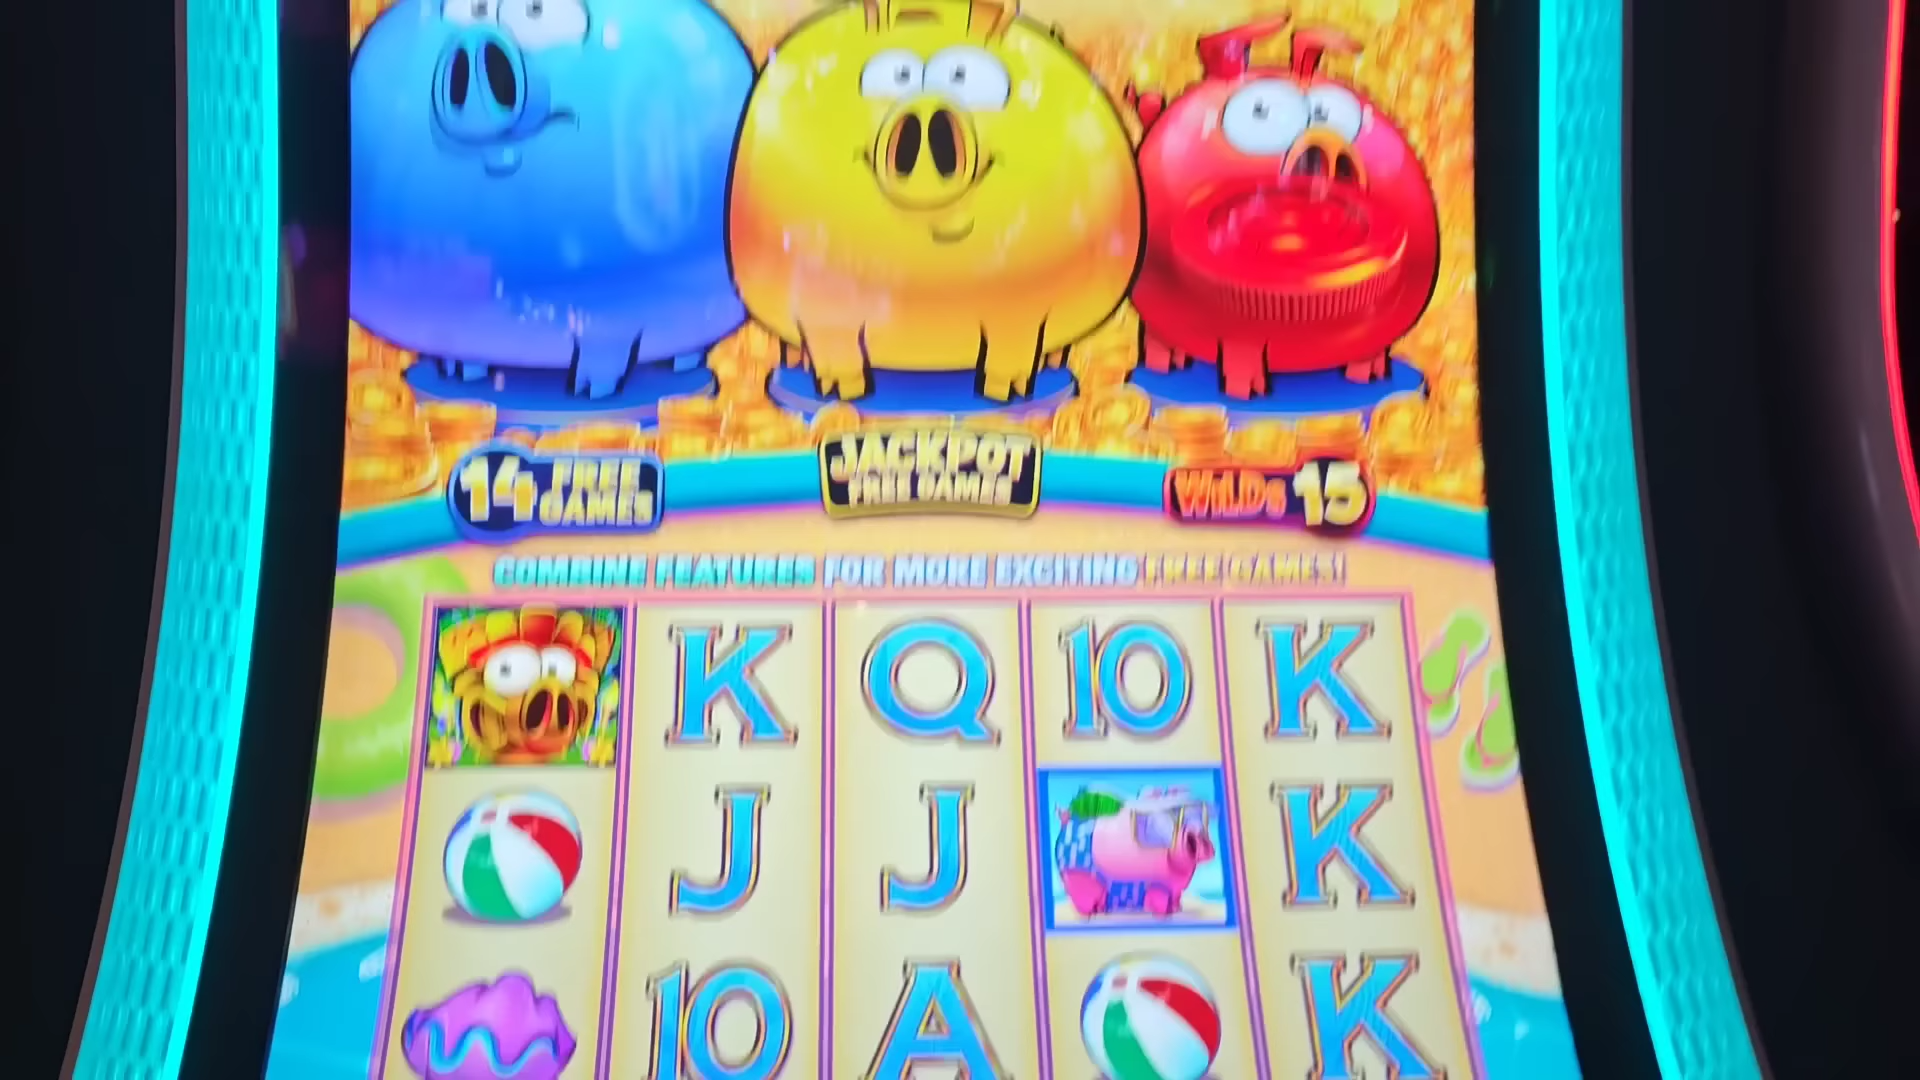 14 FREE GAMES
JACKPOT FREE GAMES
WILDS 15
COMBINE FEATURES FOR MORE EXCITING FREE GAMES!
K Q 10 K
J J K
10 A K